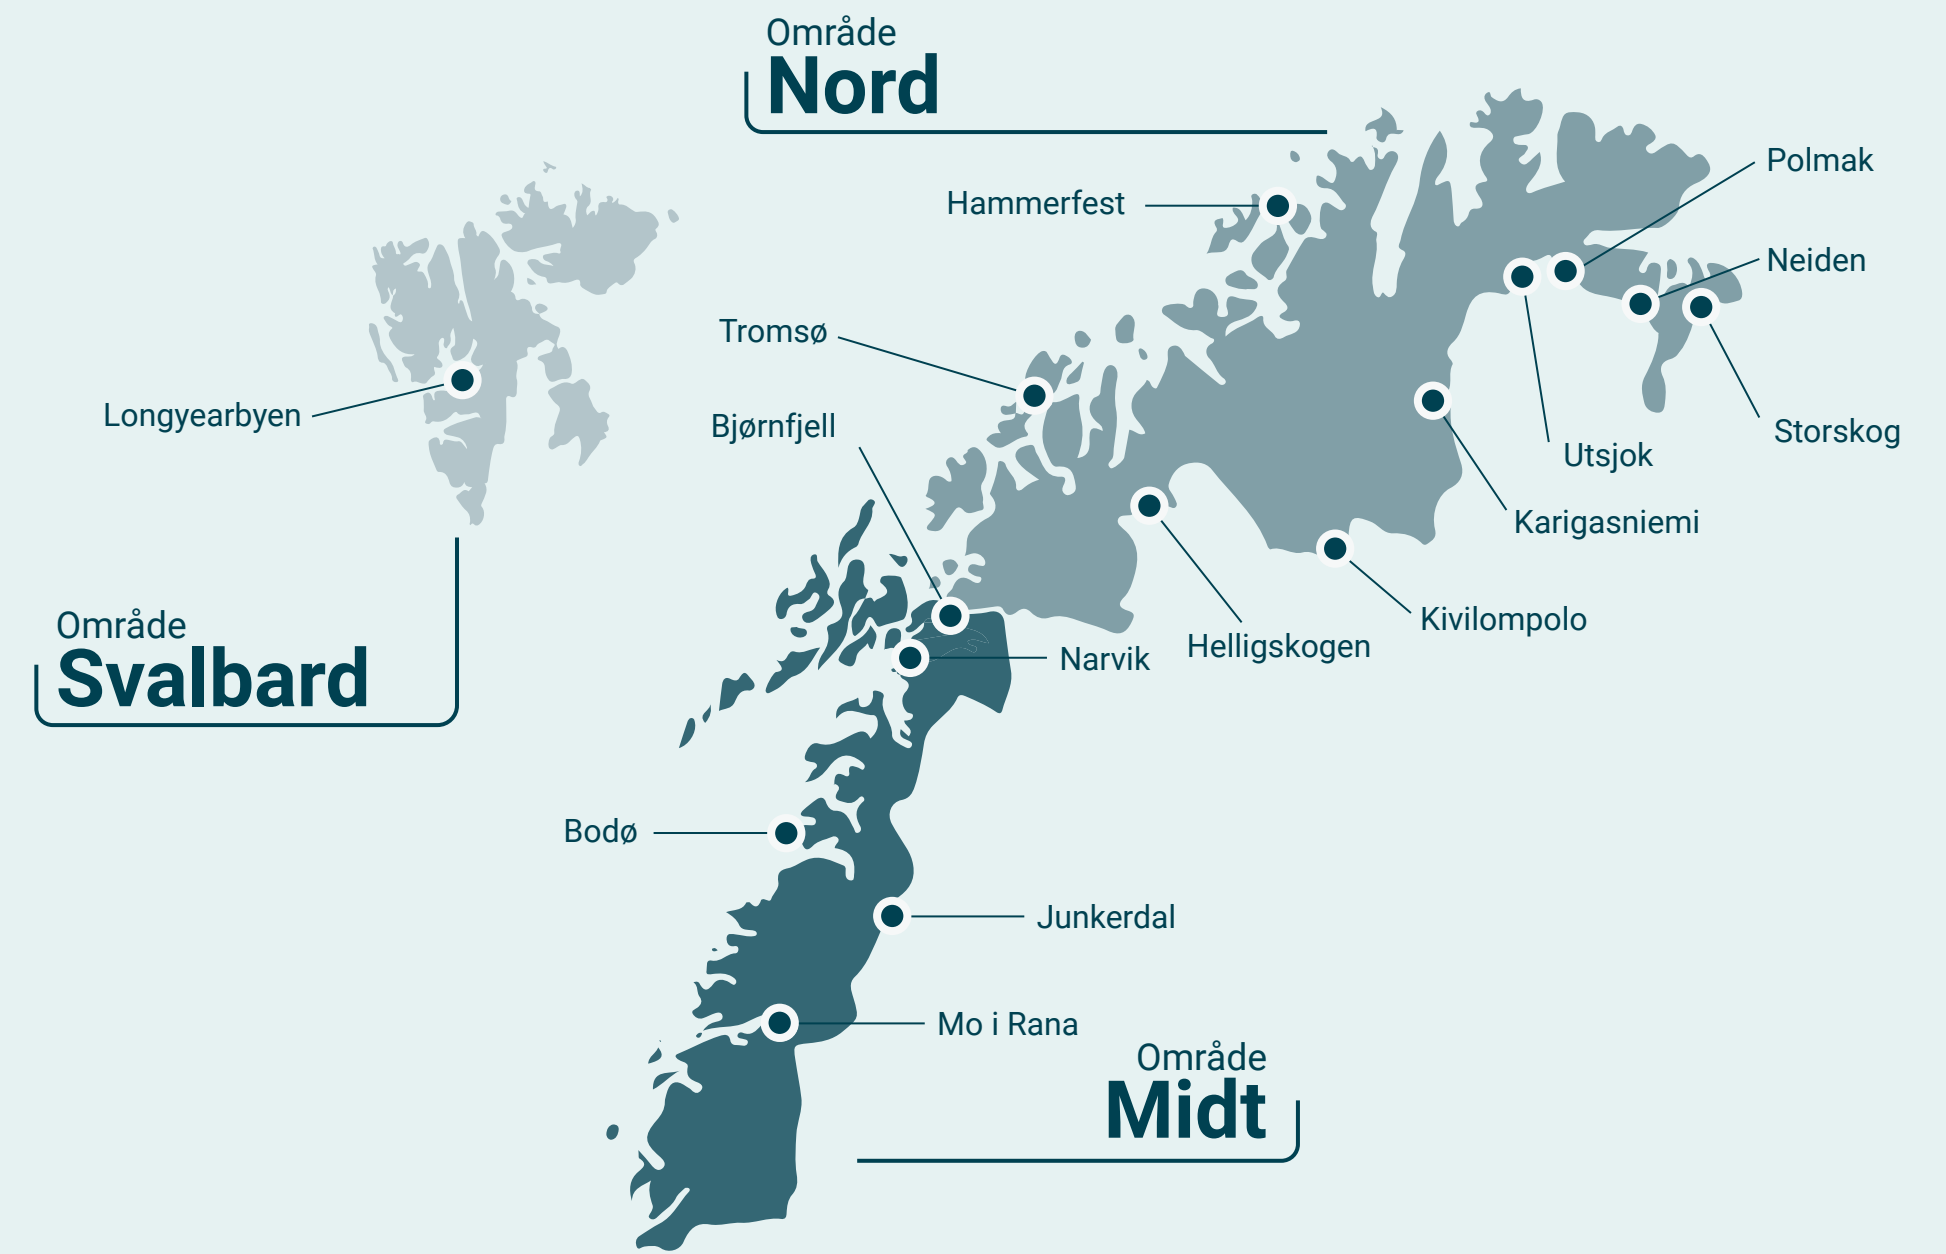 Område
Nord
Polmak
Hammerfest
Neiden
Tromsø
Longyearbyen
Bjørnfjell
Storskog
Utsjok
Karigasniemi
Område
Svalbard
Kivilompolo
Helligskogen
Narvik
Bodø
Junkerdal
Mo i Rana
Område
Midt